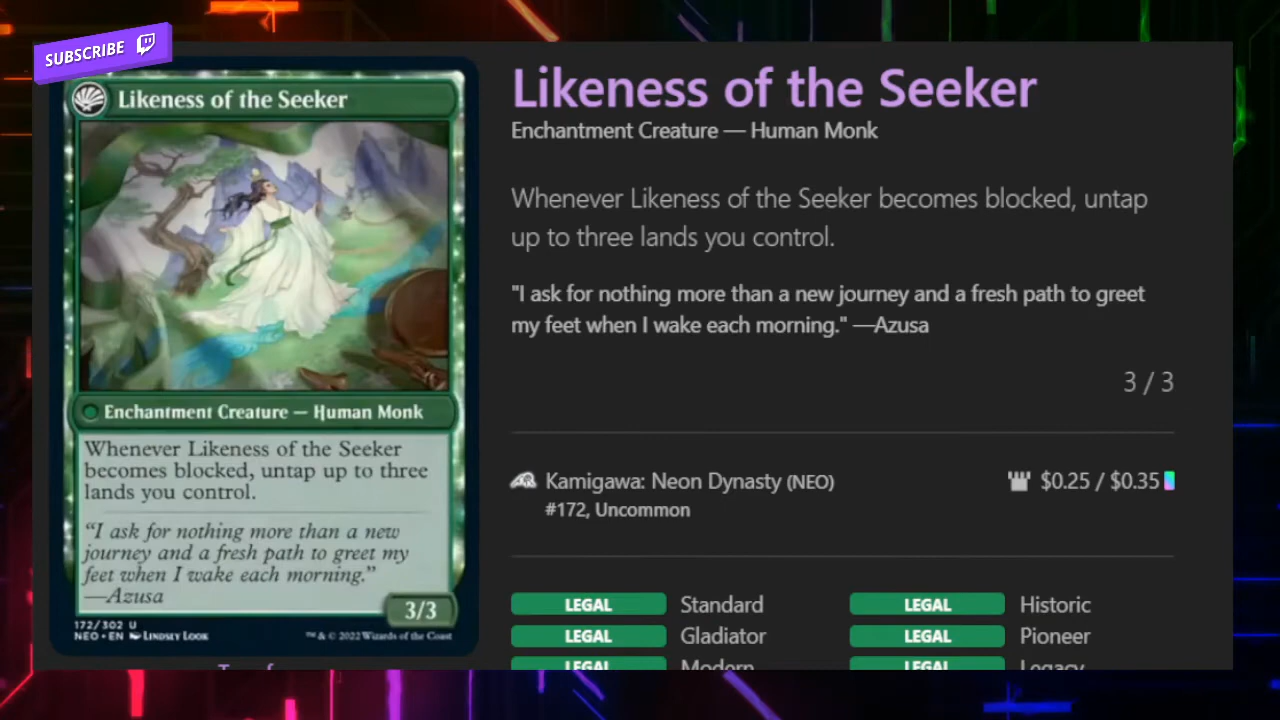 SUBSCRIBE
Likeness of the Seeker
Enchantment Creature — Human Monk
Whenever Likeness of the Seeker
becomes blocked, untap up to three
lands you control.
“I ask for nothing more than a new
journey and a fresh path to greet my
feet when I wake each morning.”
—Azusa
3/3
172/302 U
NEO • EN LINDSEY LOOK
™ & © 2022 Wizards of the Coast
Likeness of the Seeker
Enchantment Creature — Human Monk
Whenever Likeness of the Seeker becomes blocked, untap
up to three lands you control.
"I ask for nothing more than a new journey and a fresh path to greet
my feet when I wake each morning." —Azusa
3 / 3
Kamigawa: Neon Dynasty (NEO)
$0.25 / $0.35
#172, Uncommon
LEGAL Standard LEGAL Historic
LEGAL Gladiator LEGAL Pioneer
LEGAL Modern LEGAL Legacy